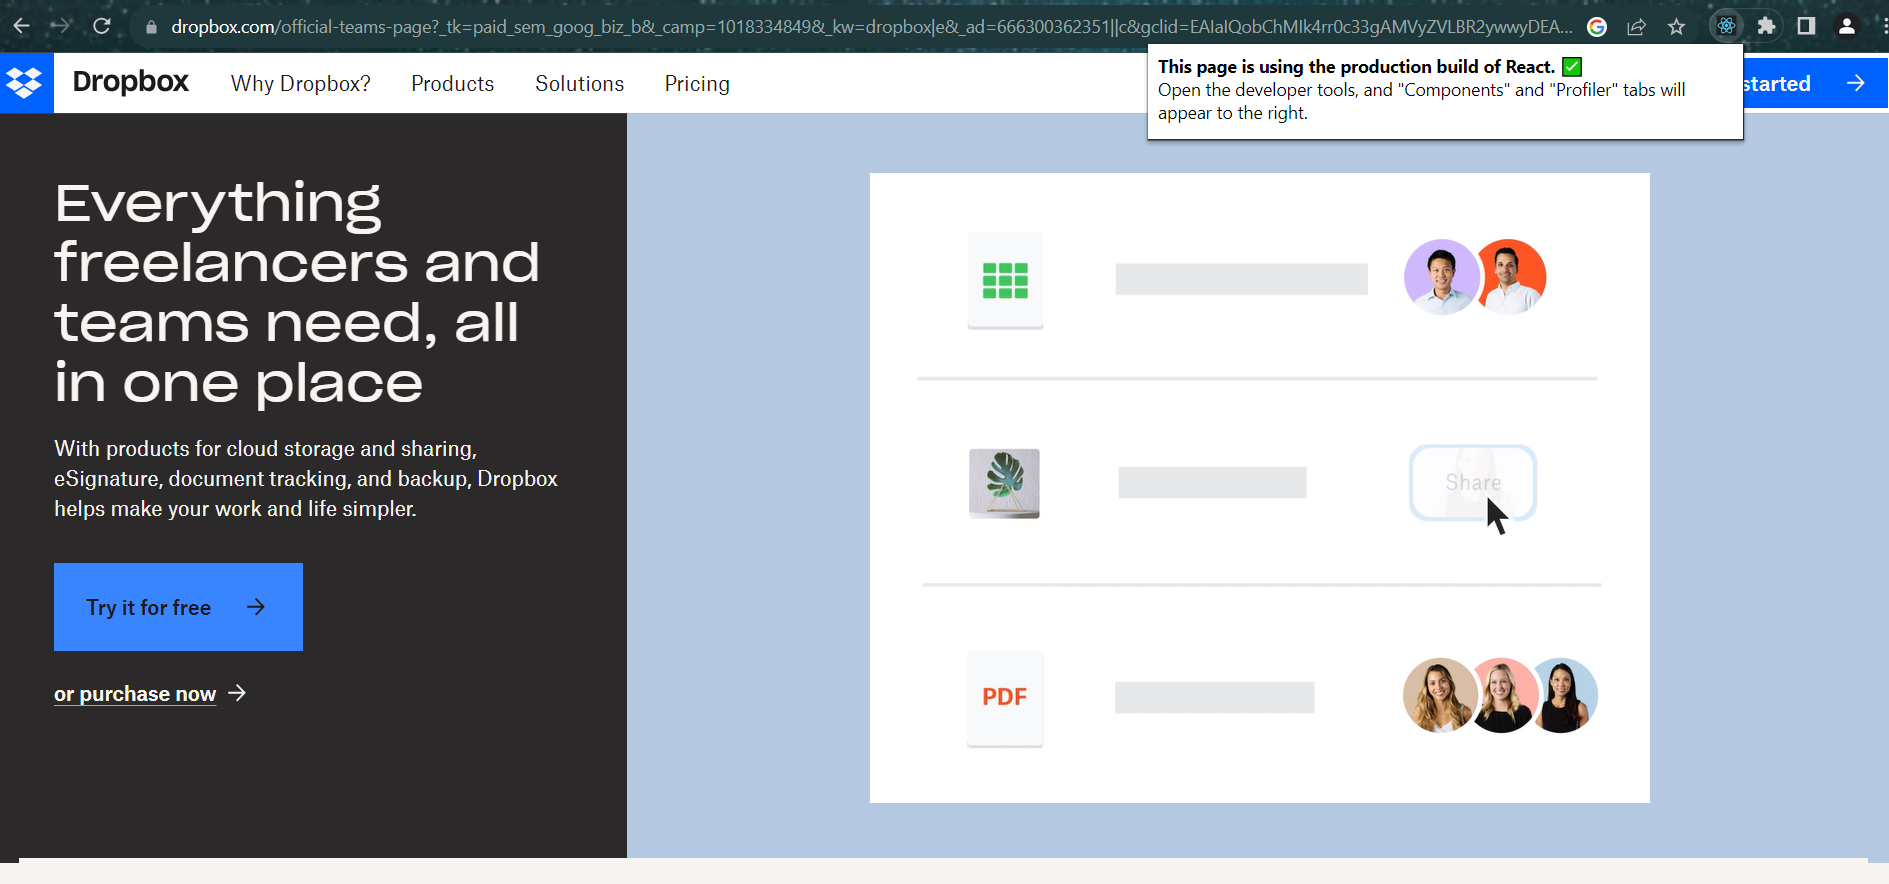 dropbox.com/official-teams-page?_tk=paid_sem_goog_biz_b&_camp=1018334849&_kw=dropbox|e&_ad=666300362351||c&gclid=EAIaIQobChMIk4rr0c33gAMVyZVLBR2ywwyDEA...
This page is using the production build of React. ✅
Open the developer tools, and "Components" and "Profiler" tabs will
appear to the right.
Dropbox
Why Dropbox?
Products
Solutions
Pricing
started
Everything
freelancers and
teams need, all
in one place
With products for cloud storage and sharing,
eSignature, document tracking, and backup, Dropbox
helps make your work and life simpler.
Try it for free
or purchase now
Share
PDF